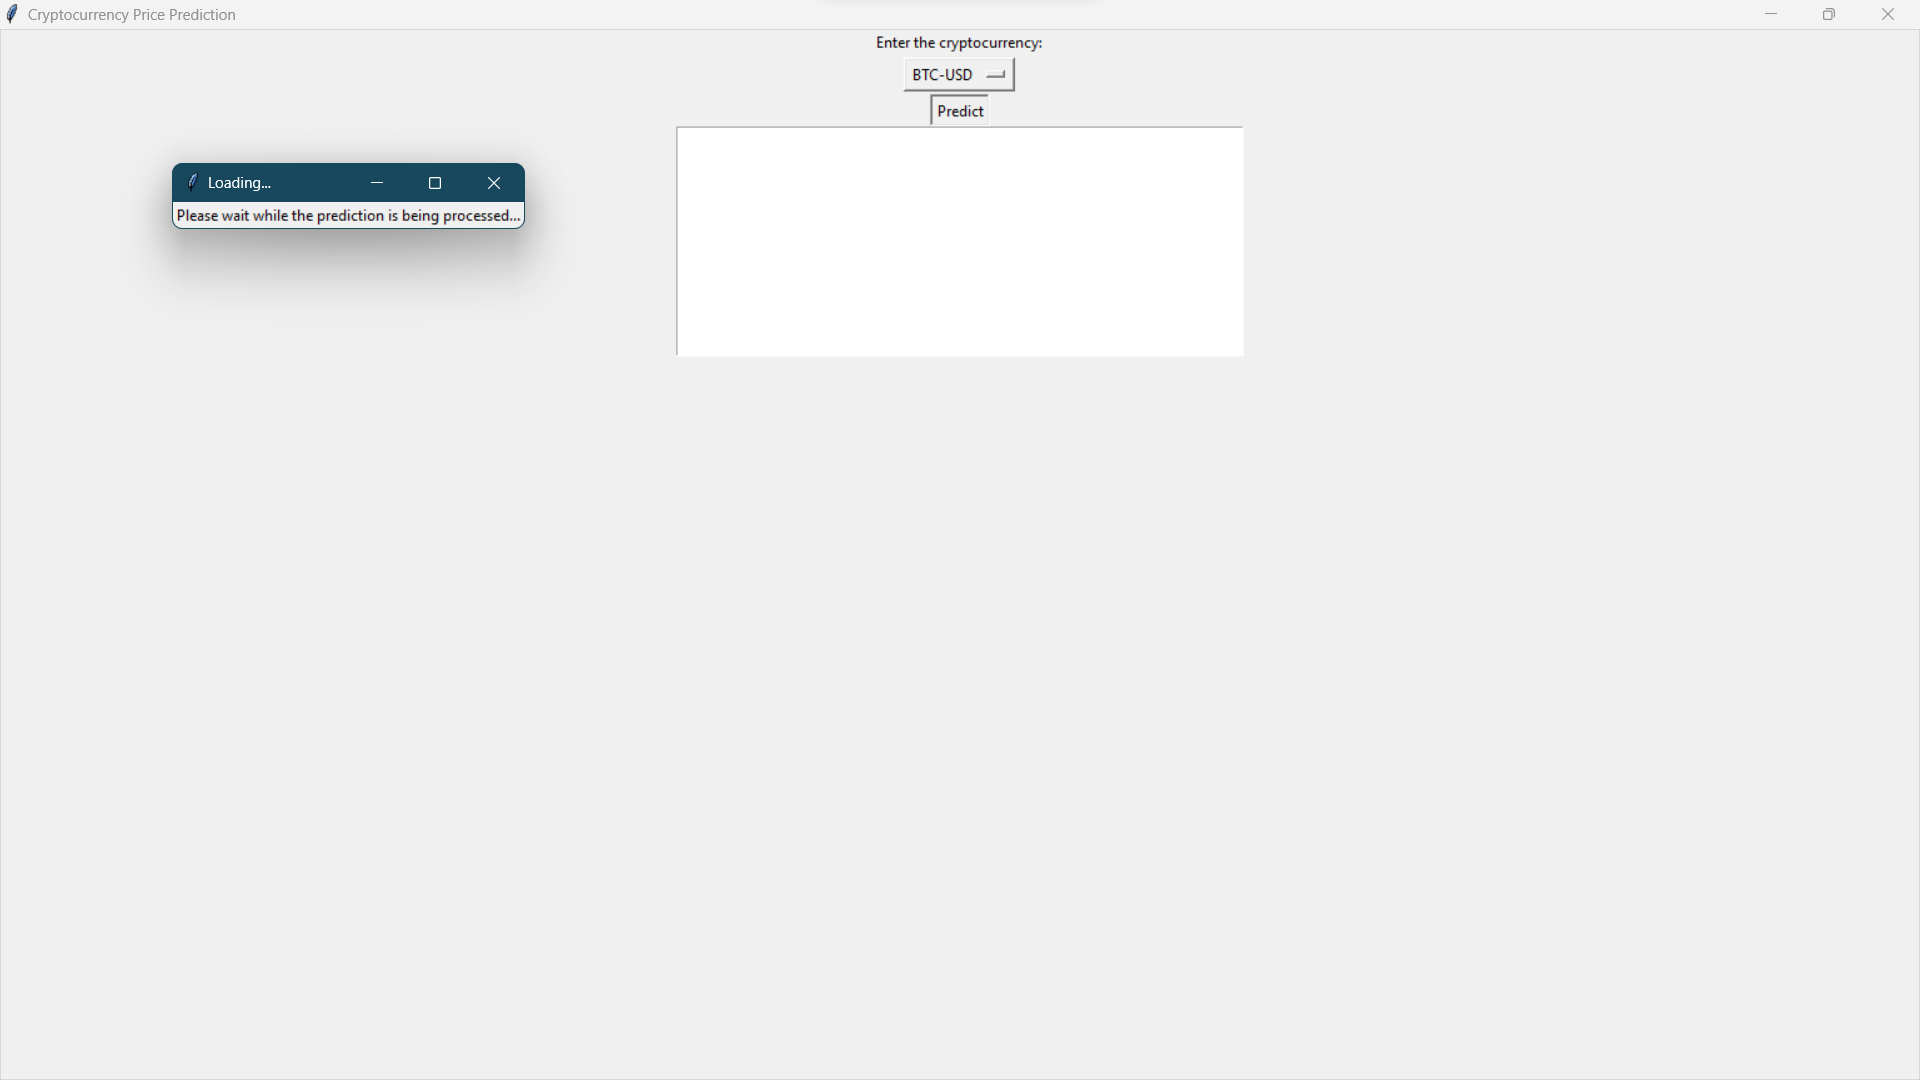 Cryptocurrency Price Prediction
Enter the cryptocurrency:
BTC-USD
Predict
Loading...
Please wait while the prediction is being processed...